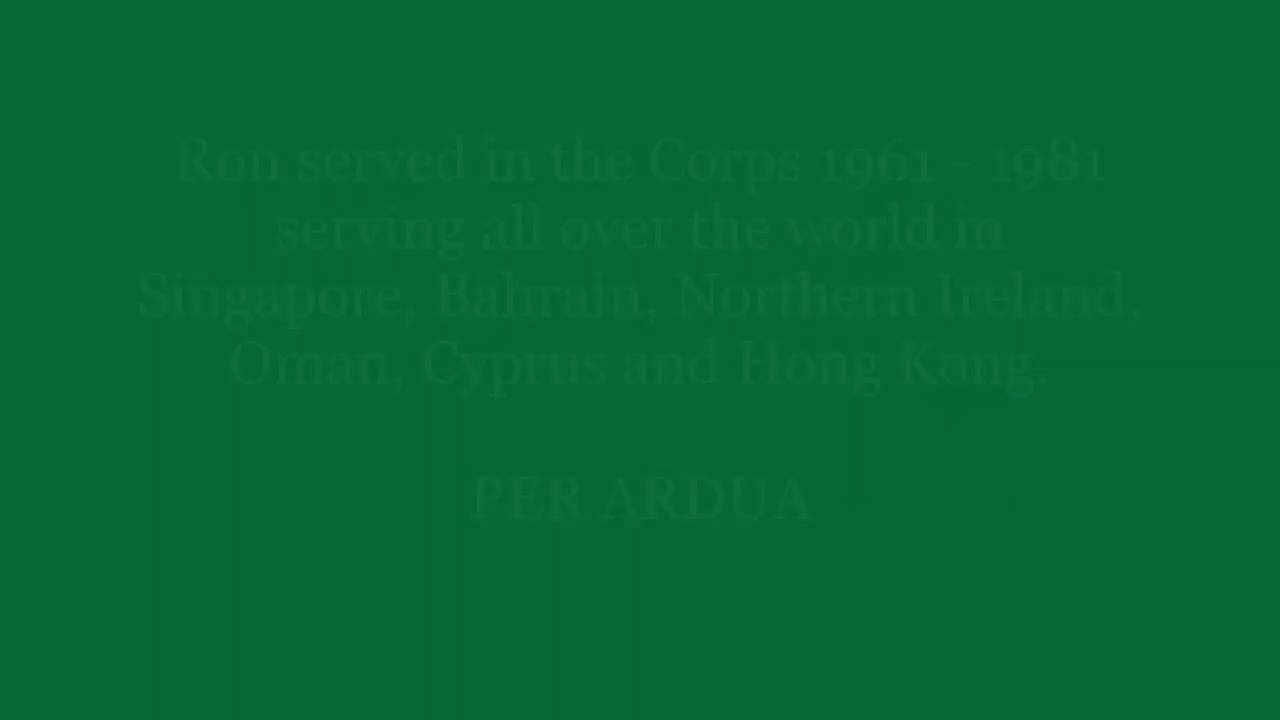 Ron served in the Corps 1961 - 1981
serving all over the world in
Singapore, Bahrain, Northern Ireland,
Oman, Cyprus and Hong Kong.
PER ARDUA